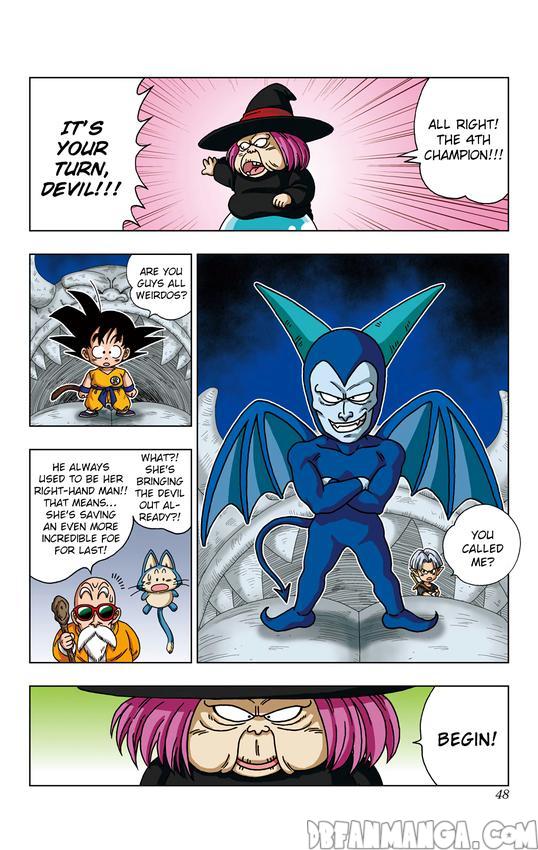 ALL RIGHT!
THE 4TH
CHAMPION!!!
IT'S
YOUR
TURN,
DEVIL!!!
ARE YOU
GUYS ALL
WEIRDOS?
YOU
CALLED
ME?
WHAT?!
SHE'S
BRINGING
THE DEVIL
OUT AL-
READY?!
HE ALWAYS
USED TO BE HER
RIGHT-HAND MAN!!
THAT MEANS...
SHE'S SAVING
AN EVEN MORE
INCREDIBLE
FOE FOR LAST!
BEGIN!
48
DBFANMANGA.COM